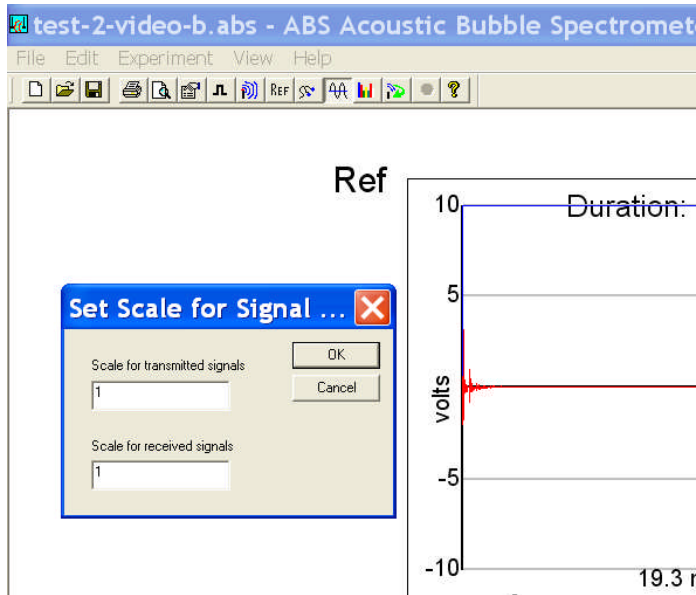 test-2-video-b.abs - ABS Acoustic Bubble Spectromet
File Edit Experiment View Help
REF
Ref
Duration:
10
5
volts
-5
-10
19.3
Set Scale for Signal ...
Scale for transmitted signals
1
OK
Cancel
Scale for received signals
1